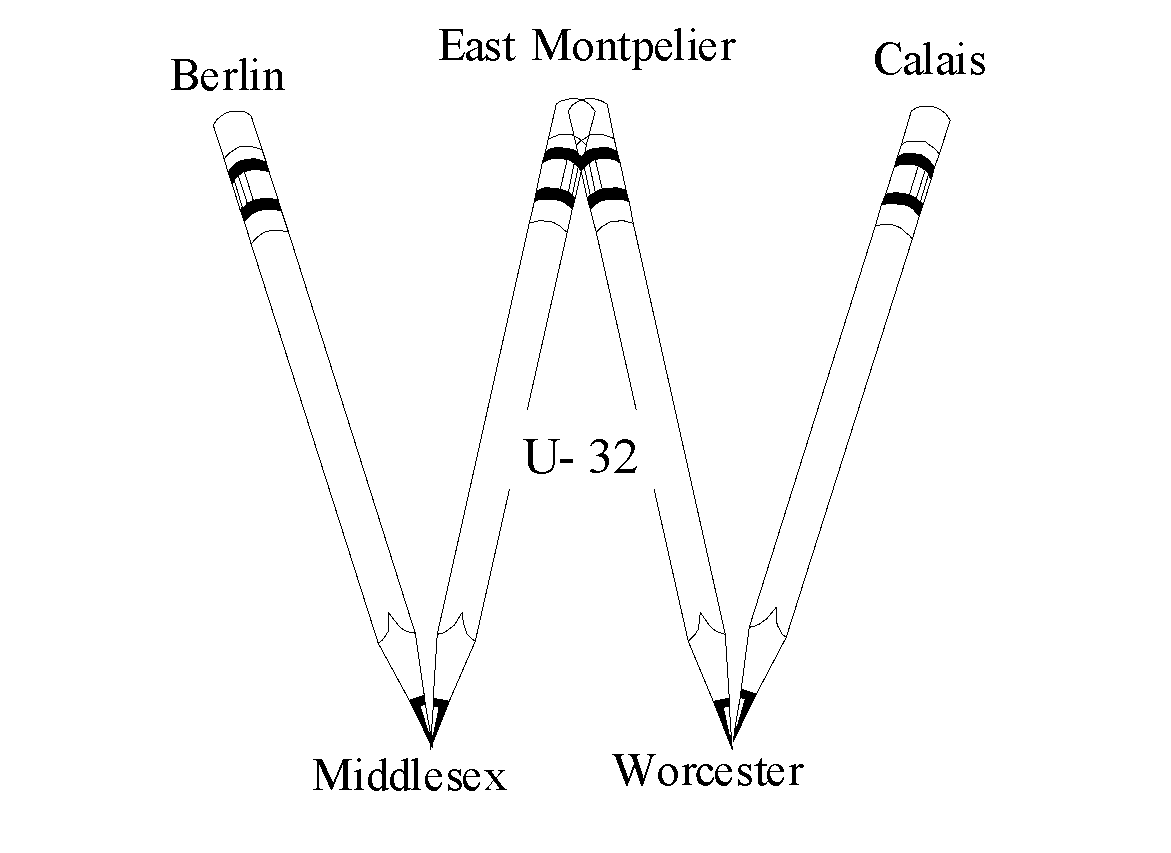 East Montpelier
Berlin
Calais
U- 32
Middlesex
Worcester